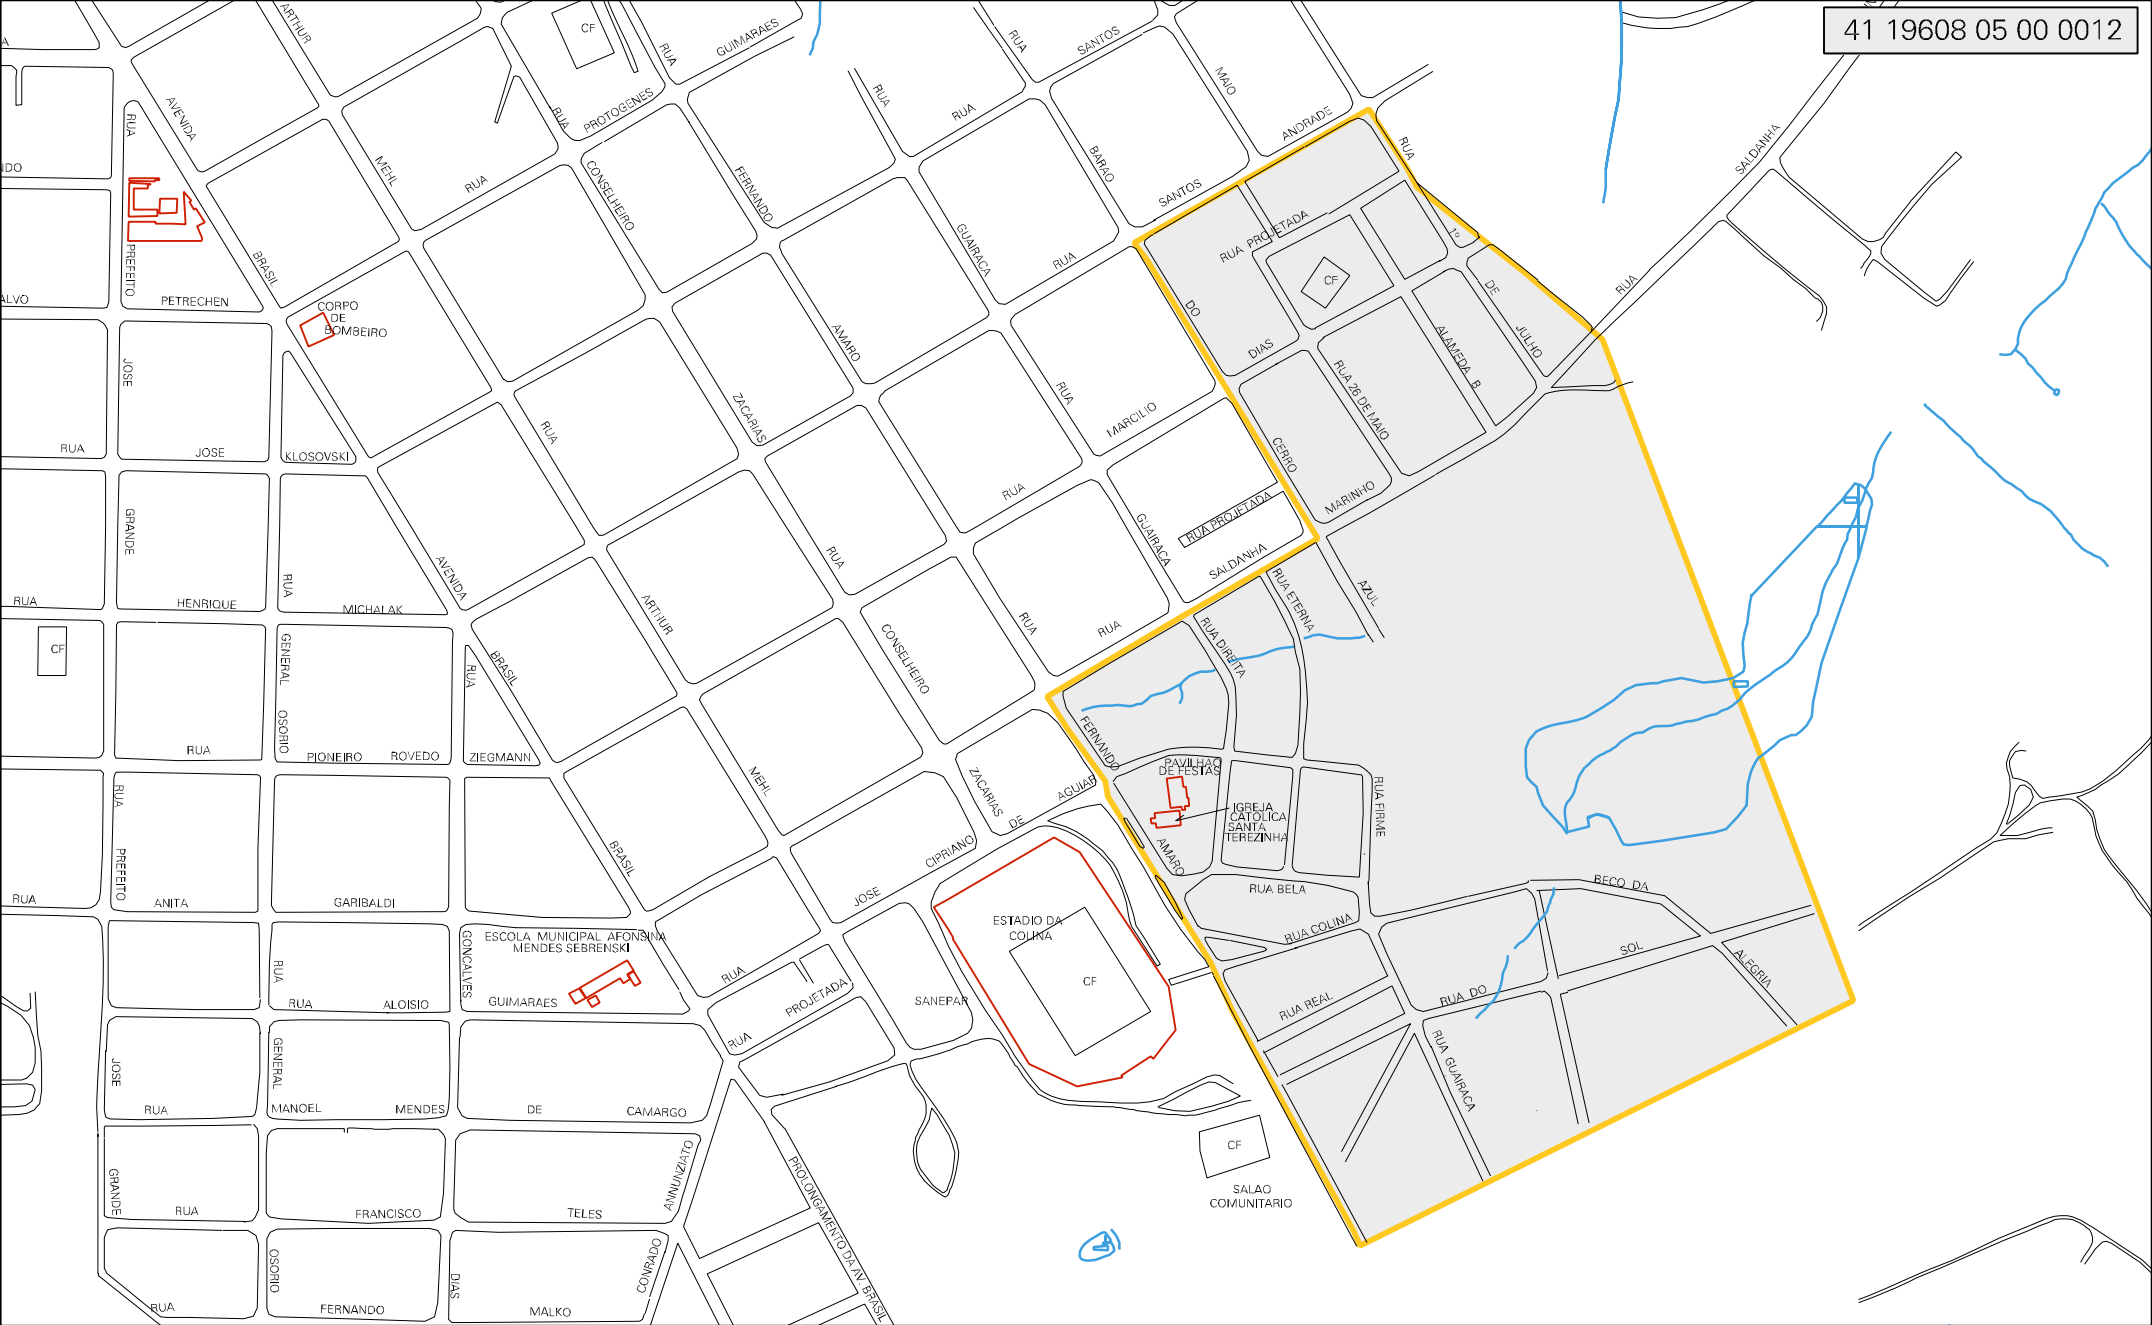 41 19608 05 00 0012
ARTHUR
CF
RUA
GUIMARAES
RUA
SANTOS
MAIO
A
RUA
AVENIDA
RUA
PROTOGENES
RUA
RUA
ANDRADE
RUA
SALDANHA
NDO
MEHL
RUA
CONSELHEIRO
FERNANDO
BARAO
SANTOS
PREFEITO
BRASIL
GUAIRACA
RUA
RUA PROJETADA
1º
DE
CF
RUA
ALVO
PETRECHEN
CORPO
DE
BOMBEIRO
AMARO
DO
DIAS
JULHO
ALAMEDA B
JOSE
ZACARIAS
RUA
MARCILIO
RUA 26 DE MAIO
RUA
JOSE
KLOSOVSKI
RUA
CERRO
GRANDE
RUA
RUA PROJETADA
MARINHO
GUAIRACA
SALDANHA
AVENIDA
RUA
RUA
RUA ETERNA
AZUL
RUA
HENRIQUE
MICHALAK
ARTHUR
CONSELHEIRO
RUA
RUA
RUA DIREITA
CF
GENERAL
OSORIO
RUA
BRASIL
FERNANDO
RUA
PIONEIRO
ROVEDO
ZIEGMANN
MEHL
ZACARIAS
DE
AGUIAR
PAVILHAO
DE FESTAS
IGREJA
CATOLICA
SANTA
TEREZINHA
RUA FIRME
RUA
PREFEITO
BRASIL
JOSE
CIPRIANO
AMARO
RUA BELA
BECO DA
RUA
ANITA
GARIBALDI
ESTADIO DA
COLINA
RUA COLINA
SOL
ALEGRIA
GONCALVES
ESCOLA MUNICIPAL AFONSINA
MENDES SEBRENSKI
RUA
RUA
PROJETADA
CF
RUA
ALOISIO
GUIMARAES
SANEPAR
RUA REAL
RUA DO
RUA
JOSE
GENERAL
RUA GUAIRACA
RUA
MANOEL
MENDES
DE
CAMARGO
CF
ANNUNZIATO
GRANDE
RUA
FRANCISCO
TELES
SALAO
COMUNITARIO
PROLONGAMENTO DA AV. BRASIL
OSORIO
DIAS
CONRADO
RUA
FERNANDO
MALKO